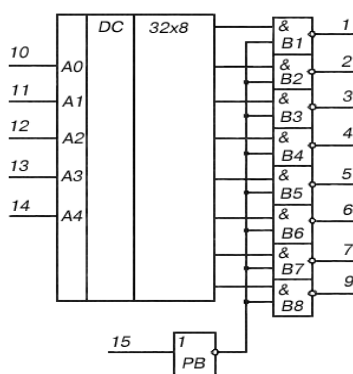 DC 32x8
10 A0
11 A1
12 A2
13 A3
14 A4
& B1 1
& B2 2
& B3 3
& B4 4
& B5 5
& B6 6
& B7 7
& B8 9
15 1 PB